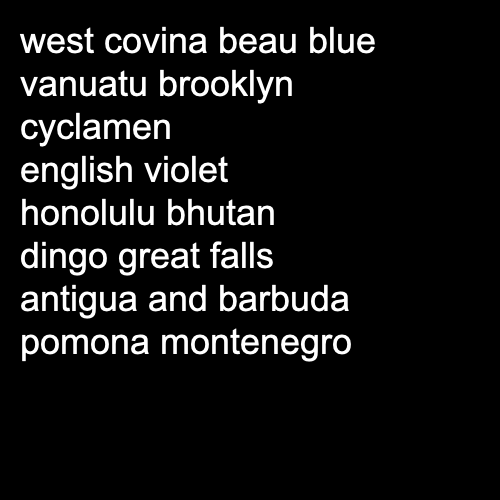 west covina beau blue
vanuatu brooklyn
cyclamen
english violet
honolulu bhutan
dingo great falls
antigua and barbuda
pomona montenegro